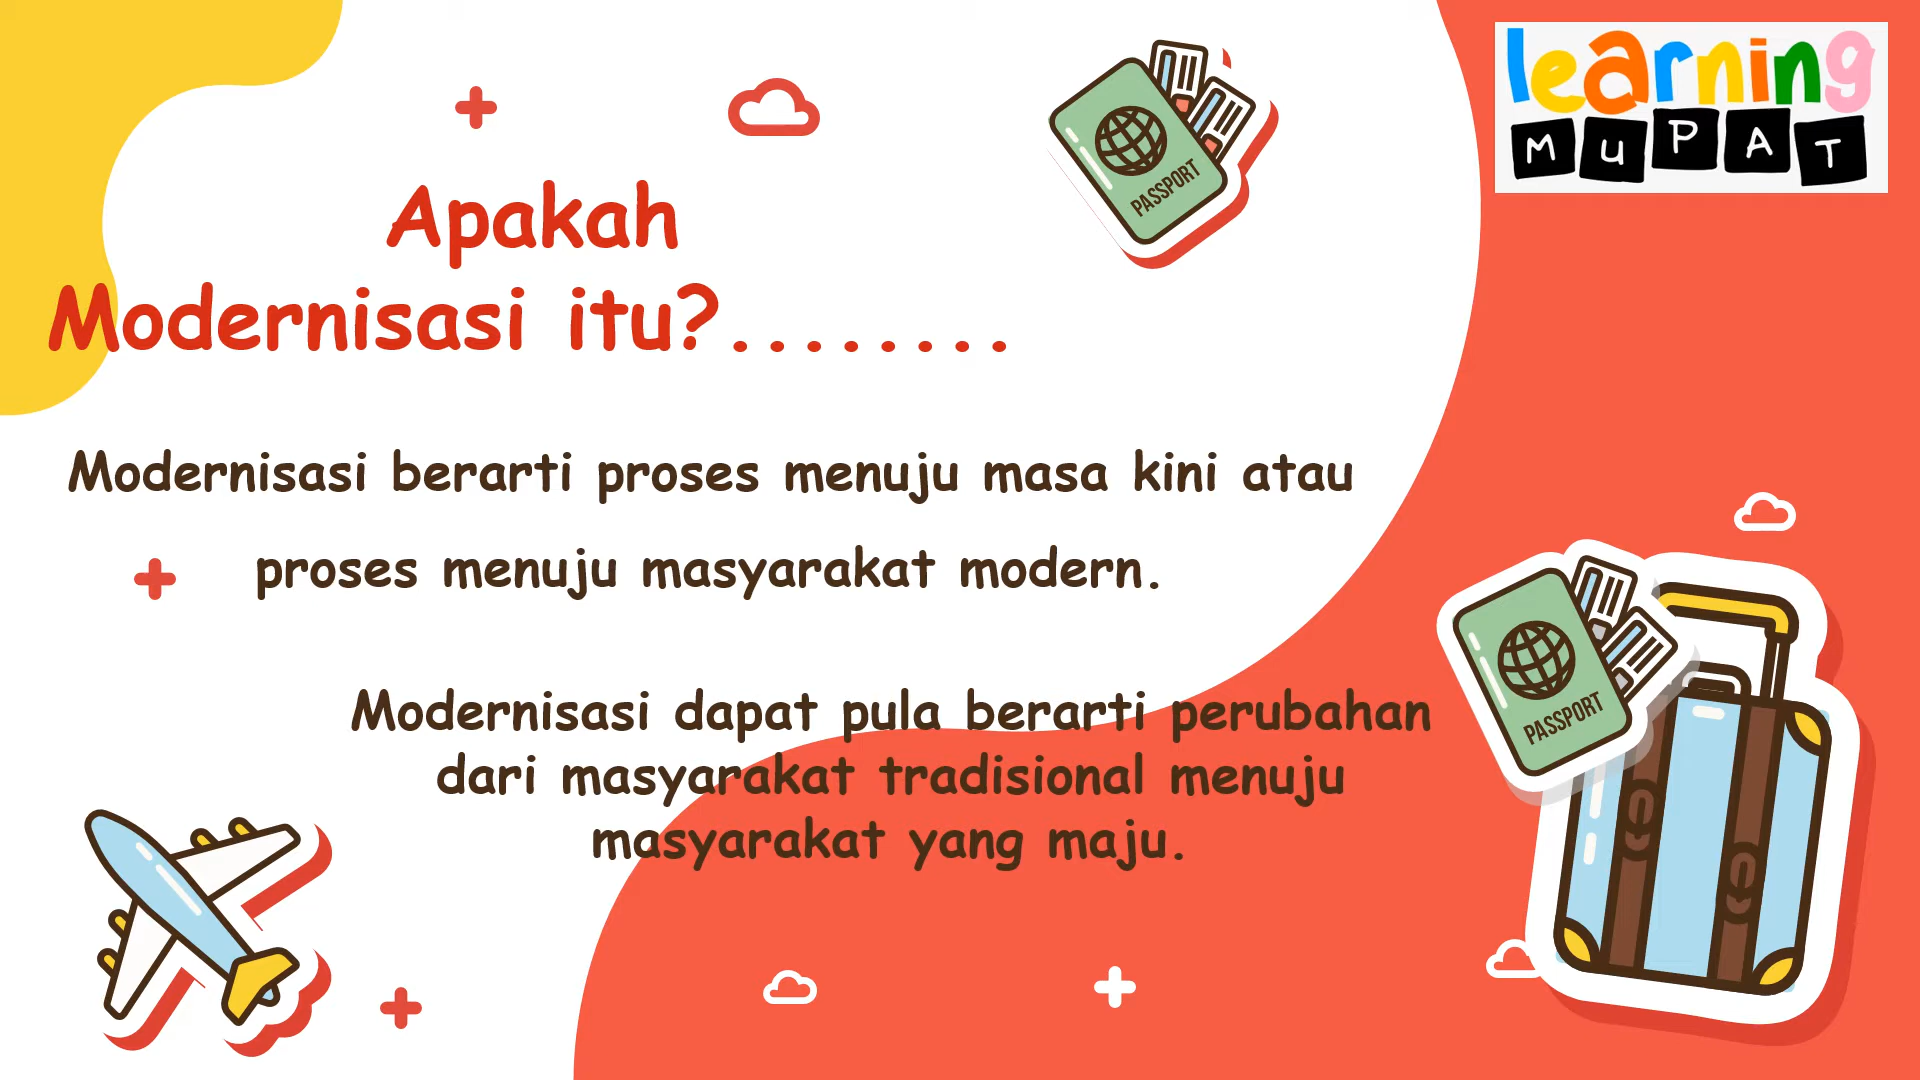 learning
MUPAT
PASSPORT
Apakah
Modernisasi itu?........
Modernisasi berarti proses menuju masa kini atau
proses menuju masyarakat modern.
Modernisasi dapat pula berarti perubahan
dari masyarakat tradisional menuju
masyarakat yang maju.
PASSPORT